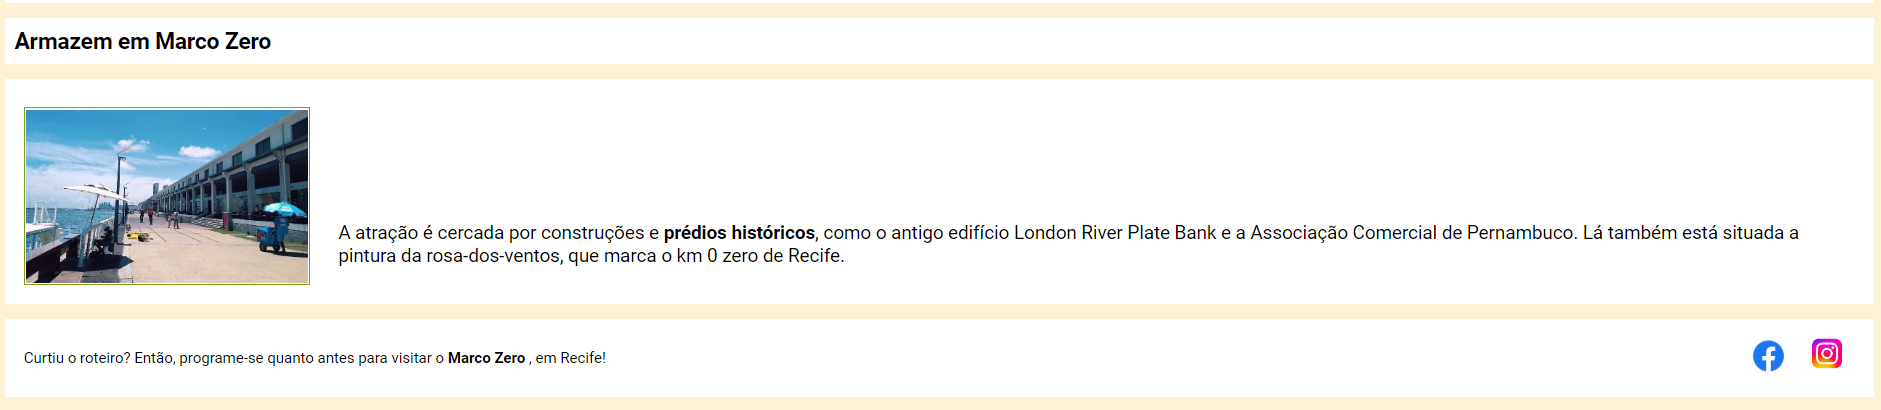 Armazem em Marco Zero
A atração é cercada por construções e prédios históricos, como o antigo edifício London River Plate Bank e a Associação Comercial de Pernambuco. Lá também está situada a
pintura da rosa-dos-ventos, que marca o km 0 zero de Recife.
Curtiu o roteiro? Então, programe-se quanto antes para visitar o Marco Zero , em Recife!